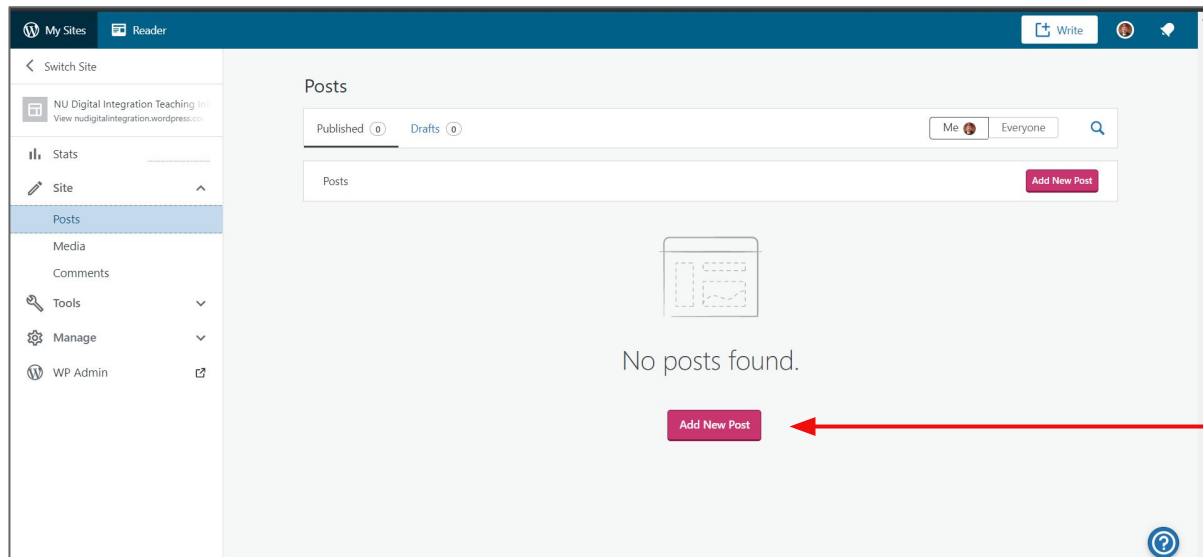 My Sites
Reader
Write
Switch Site
NU Digital Integration Teaching
View nudigitalintegration.wordpress.co
Stats
Site
Posts
Media
Comments
Tools
Manage
WP Admin
Posts
Published 0
Drafts 0
Me
Everyone
Posts
Add New Post
No posts found.
Add New Post